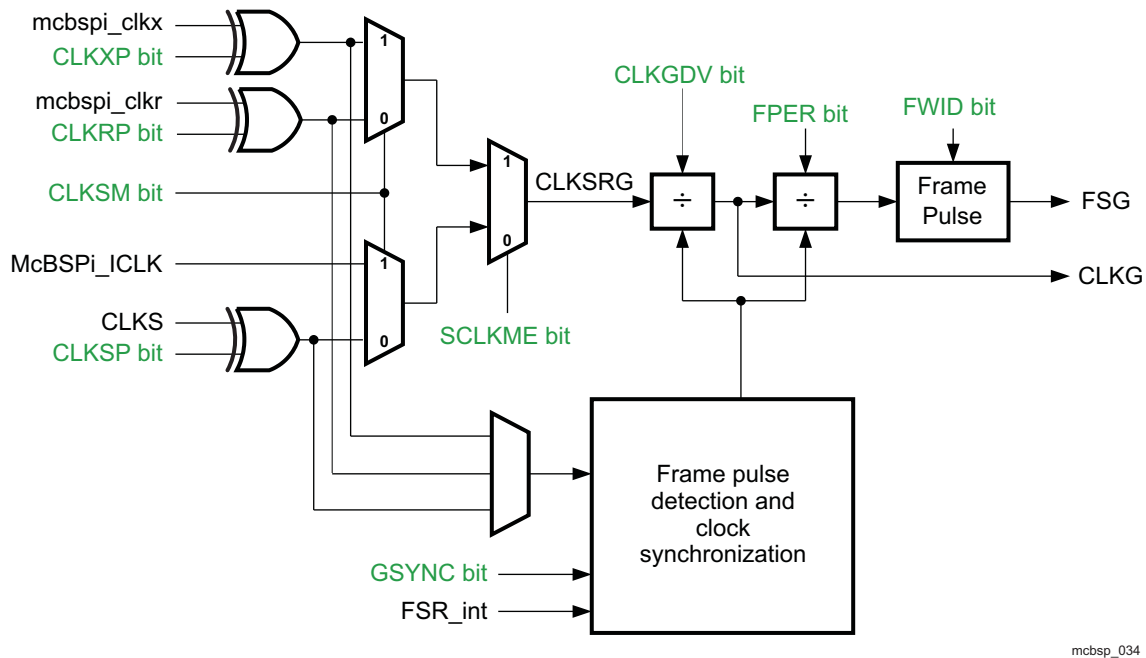 mcbspi_clkx
CLKXP bit
mcbspi_clkr
CLKRP bit
CLKSM bit
McBSPi_ICLK
CLKS
CLKSP bit
1
0
1
0
1
0
SCLKME bit
CLKSRG
CLKGDV bit
÷
FPER bit
÷
FWID bit
Frame
Pulse
FSG
CLKG
Frame pulse
detection and
clock
synchronization
GSYNC bit
FSR_int
mcbsp_034